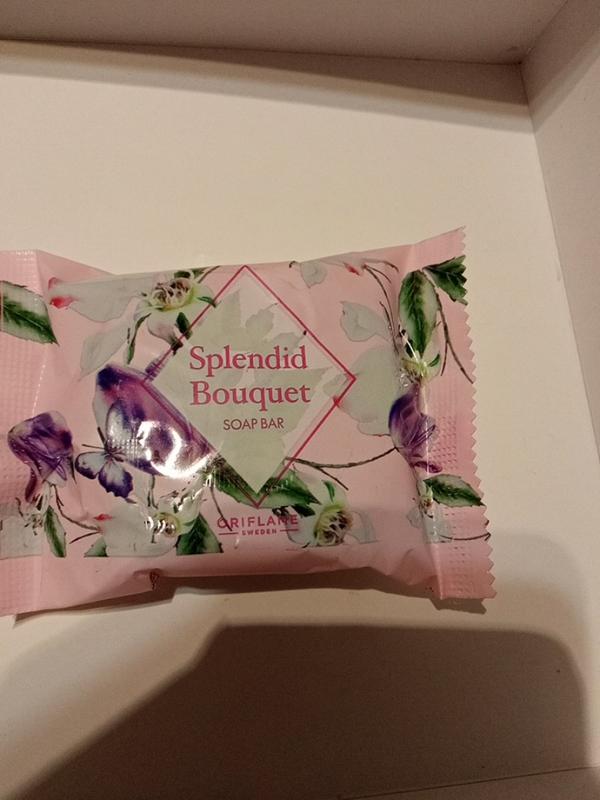 Splendid
Bouquet
SOAP BAR
ORIFLAME
SWEDEN